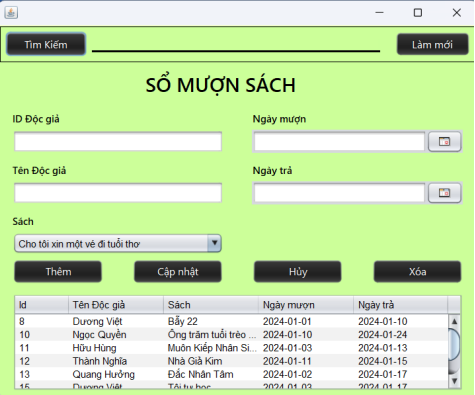 Tìm Kiếm
Làm mới
SỔ MƯỢN SÁCH
ID Độc giả
Ngày mượn
Tên Độc giả
Ngày trả
Sách
Cho tôi xin một vé đi tuổi thơ
Thêm
Cập nhật
Hủy
Xóa
Id Tên Độc giả Sách Ngày mượn Ngày trả
8 Dương Việt Bẫy 22 2024-01-01 2024-01-10
10 Ngọc Quyên Ông trăm tuổi trèo ... 2024-01-10 2024-01-24
11 Hữu Hùng Muôn Kiếp Nhân Si... 2024-01-03 2024-01-13
12 Thành Nghĩa Nhà Giả Kim 2024-01-11 2024-01-15
13 Quang Hưởng Đắc Nhân Tâm 2024-01-02 2024-01-17
15 Dương Việt Tôi tự học 2024-01-03 2024-01-17